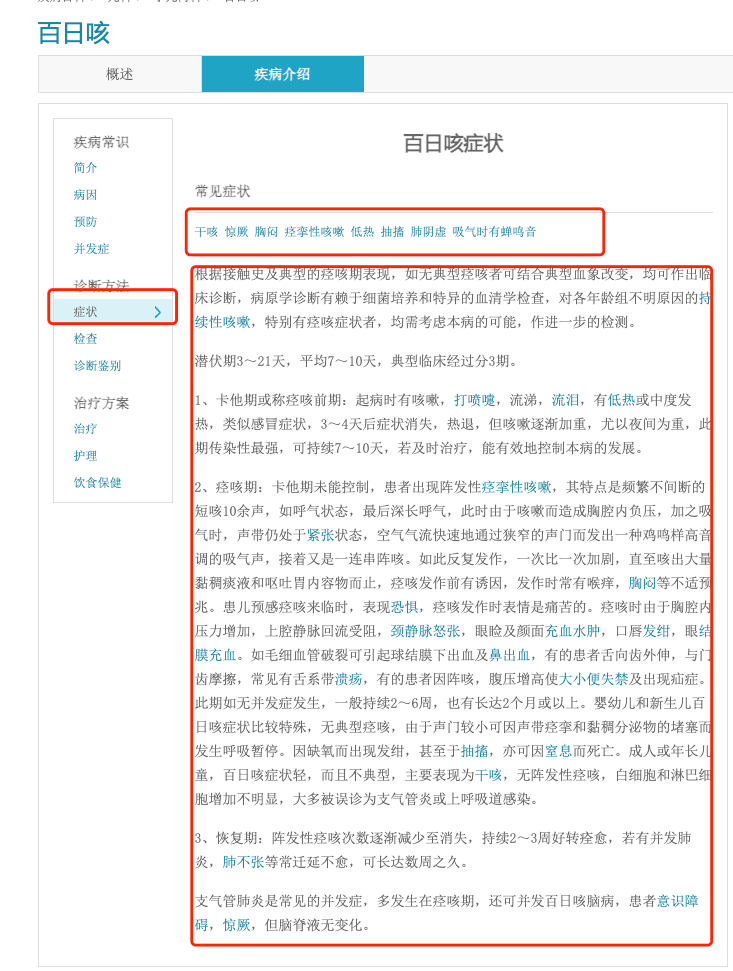 百日咳
概述
疾病介绍
疾病常识
简介
病因
预防
并发症
诊断方法
症状
检查
诊断鉴别
治疗方案
治疗
护理
饮食保健
百日咳症状
常见症状
干咳 惊厥 胸闷 痉挛性咳嗽 低热 抽搐 肺阴虚 吸气时有蝉鸣音
根据接触史及典型的痉咳期表现，如无典型痉咳者可结合典型血象改变，均可作出临
床诊断，病原学诊断有赖于细菌培养和特异的血清学检查，对各年龄组不明原因的持
续性咳嗽，特别有痉咳症状者，均需考虑本病的可能，作进一步的检测。
潜伏期3～21天，平均7～10天，典型临床经过分3期。
1、卡他期或称痉咳前期：起病时有咳嗽，打喷嚏，流涕，流泪，有低热或中度发
热，类似感冒症状，3～4天后症状消失，热退，但咳嗽逐渐加重，尤以夜间为重，此
期传染性最强，可持续7～10天，若及时治疗，能有效地控制本病的发展。
2、痉咳期：卡他期未能控制，患者出现阵发性痉挛性咳嗽，其特点是频繁不间断的
短咳10余声，如呼气状态，最后深长呼气，此时由于咳嗽而造成胸腔内负压，加之吸
气时，声带仍处于紧张状态，空气气流快速地通过狭窄的声门而发出一种鸡鸣样高音
调的吸气声，接着又是一连串阵咳。如此反复发作，一次比一次加剧，直至咳出大量
黏稠痰液和呕吐胃内容物而止，痉咳发作前有诱因，发作时常有喉痒，胸闷等不适预
兆。患儿预感痉咳来临时，表现恐惧，痉咳发作时表情是痛苦的。痉咳时由于胸腔内
压力增加，上腔静脉回流受阻，颈静脉怒张，眼睑及颜面充血水肿，口唇发绀，眼结
膜充血。如毛细血管破裂可引起球结膜下出血及鼻出血，有的患者舌向齿外伸，与门
齿摩擦，常见有舌系带溃疡，有的患者因阵咳，腹压增高使大小便失禁及出现疝症。
此期如无并发症发生，一般持续2～6周，也有长达2个月或以上。婴幼儿和新生儿百
日咳症状比较特殊，无典型痉咳，由于声门较小可因声带痉挛和黏稠分泌物的堵塞而
发生呼吸暂停。因缺氧而出现发绀，甚至于抽搐，亦可因窒息而死亡。成人或年长儿
童，百日咳症状轻，而且不典型，主要表现为干咳，无阵发性痉咳，白细胞和淋巴细
胞增加不明显，大多被误诊为支气管炎或上呼吸道感染。
3、恢复期：阵发性痉咳次数逐渐减少至消失，持续2～3周好转痊愈，若有并发肺
炎，肺不张等常迁延不愈，可长达数周之久。
支气管肺炎是常见的并发症，多发生在痉咳期，还可并发百日咳脑病，患者意识障
碍，惊厥，但脑脊液无变化。